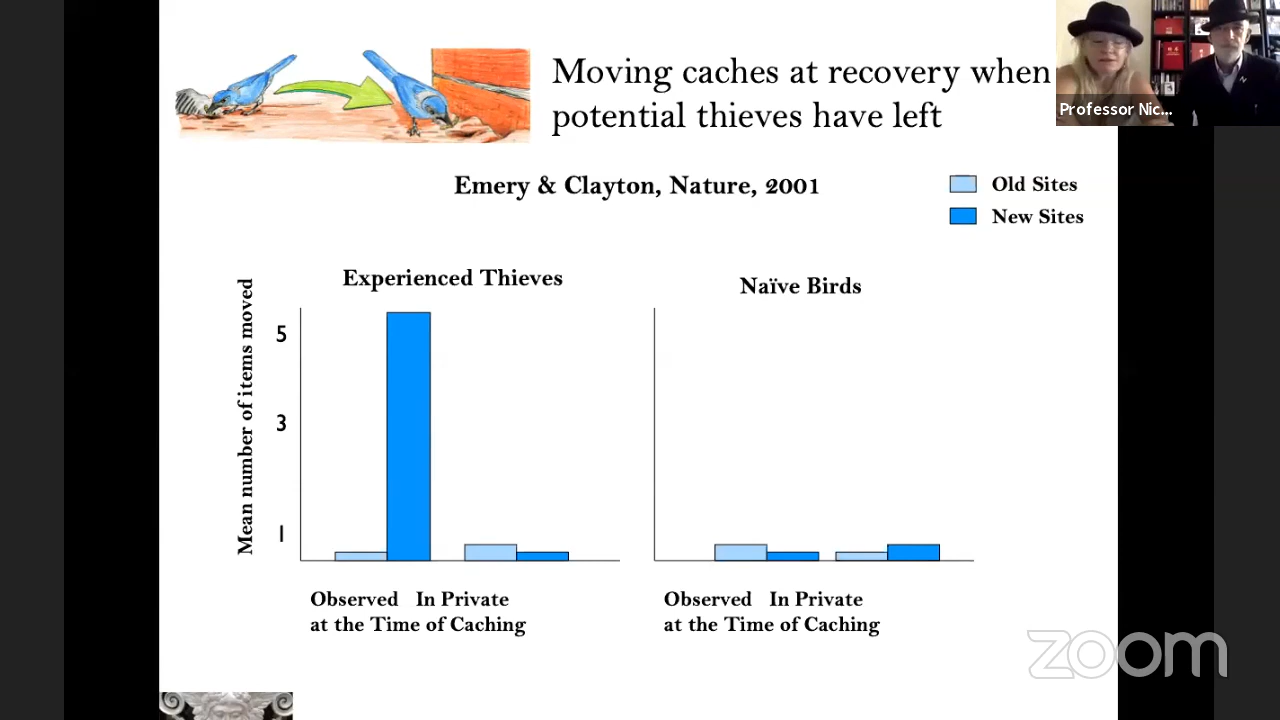 Moving caches at recovery when
potential thieves have left
Professor Nic...
Emery & Clayton, Nature, 2001
Old Sites
New Sites
Experienced Thieves
Naïve Birds
Mean number of items moved
5
3
1
Observed In Private
at the Time of Caching
Observed In Private
at the Time of Caching
zoom